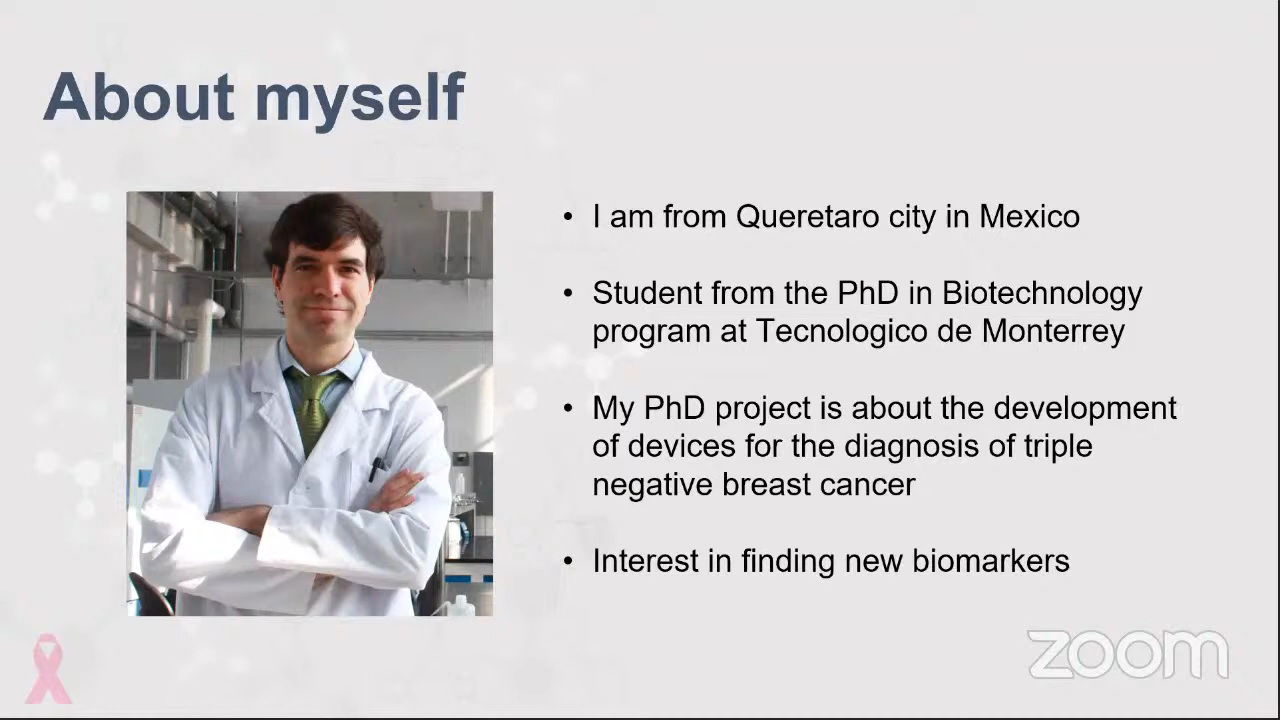 About myself
• I am from Queretaro city in Mexico
• Student from the PhD in Biotechnology
program at Tecnologico de Monterrey
• My PhD project is about the development
of devices for the diagnosis of triple
negative breast cancer
• Interest in finding new biomarkers
zoom